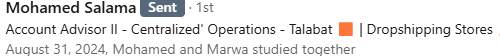 Mohamed Salama Sent · 1st
Account Advisor II - Centralized' Operations - Talabat 🟧 | Dropshipping Stores
August 31, 2024, Mohamed and Marwa studied together